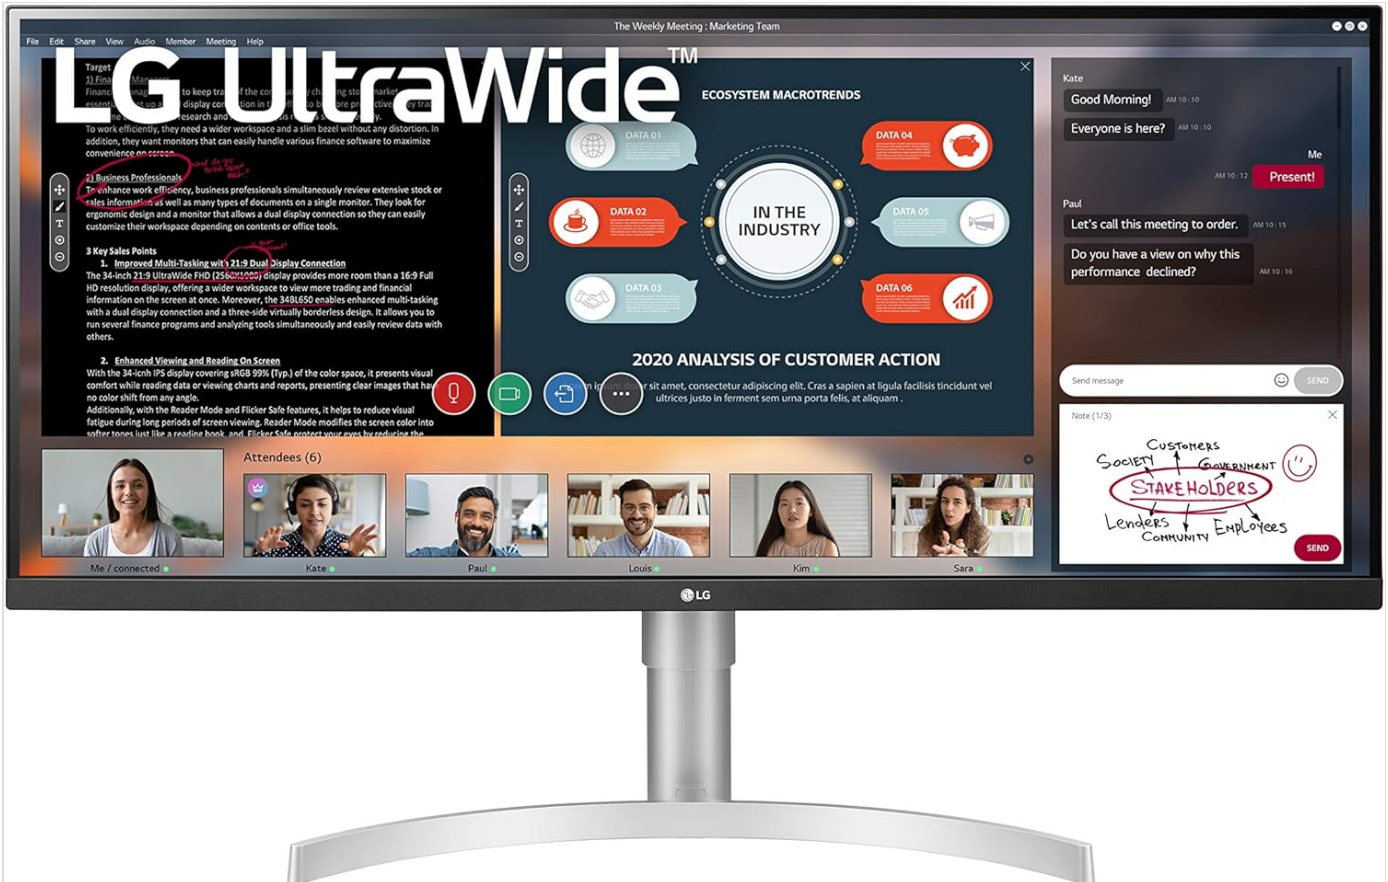 The Weekly Meeting : Marketing Team
File Edit Share View Audio Member Meeting Help
LG UltraWide™
Target
To work efficiently, they need a wider workspace and a slim bezel without any distortion. In
addition, they want monitors that can easily handle various finance software to maximize
convenience on screen.
2) Business Professionals
To enhance work efficiency, business professionals simultaneously review extensive stock or
sales information as well as many types of documents on a single monitor. They look for
ergonomic design and a monitor that allows a dual display connection so they can easily
customize their workspace depending on contents or office tools.
3 Key Sales Points
1. Improved Multi-Tasking with 21:9 Dual Display Connection
The 34-inch 21:9 UltraWide FHD (2560X1080) display provides more room than a 16:9 Full
HD resolution display, offering a wider workspace to view more trading and financial
information on the screen at once. Moreover, the 34BL650 enables enhanced multi-tasking
with a dual display connection and a three-side virtually borderless design. It allows you to
run several finance programs and analyzing tools simultaneously and easily review data with
others.
2. Enhanced Viewing and Reading On Screen
With the 34-icnh IPS display covering sRGB 99% (Typ.) of the color space, it presents visual
comfort while reading data or viewing charts and reports, presenting clear images that have
no color shift from any angle.
Additionally, with the Reader Mode and Flicker Safe features, it helps to reduce visual
fatigue during long periods of screen viewing. Reader Mode modifies the screen color into
softer tones just like a reading book, and, Flicker Safe protect your eyes by reducing the
T
T
ECOSYSTEM MACROTRENDS
DATA 01
DATA 04
DATA 02
DATA 05
DATA 03
DATA 06
IN THE
INDUSTRY
2020 ANALYSIS OF CUSTOMER ACTION
sit amet, consectetur adipiscing elit. Cras a sapien at ligula facilisis tincidunt vel
ultrices justo in ferment sem urna porta felis, at aliquam .
Kate
Good Morning! AM 10 : 10
Everyone is here? AM 10 : 10
Me
AM 10 : 12 Present!
Paul
Let's call this meeting to order. AM 10 : 15
Do you have a view on why this
performance declined? AM 10 : 16
Send message SEND
Note (1/3)
CUSTOMERS
SOCIETY GOVERNMENT
STAKEHOLDERS
Lenders COMMUNITY EMPLOYEES
SEND
Attendees (6)
Me / connected Kate Paul Louis Kim Sara
LG